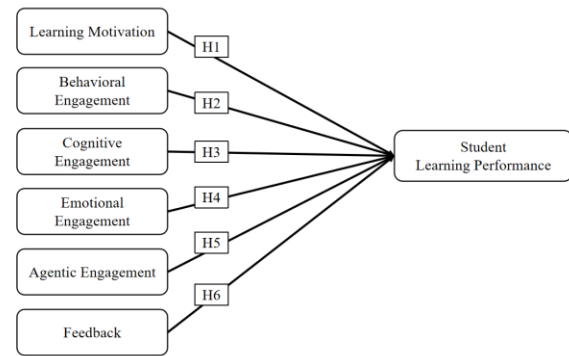 Learning Motivation
H1
Behavioral
Engagement
H2
Cognitive
Engagement
H3
Student
Learning Performance
Emotional
Engagement
H4
Agentic Engagement
H5
Feedback
H6